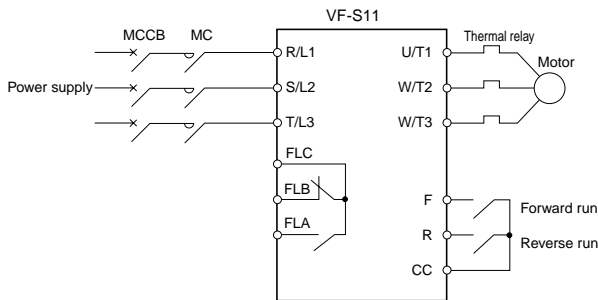 VF-S11
MCCB MC
Thermal relay
R/L1 U/T1
Motor
Power supply
S/L2 W/T2
T/L3 W/T3
FLC
FLB
F
Forward run
FLA
R
Reverse run
CC